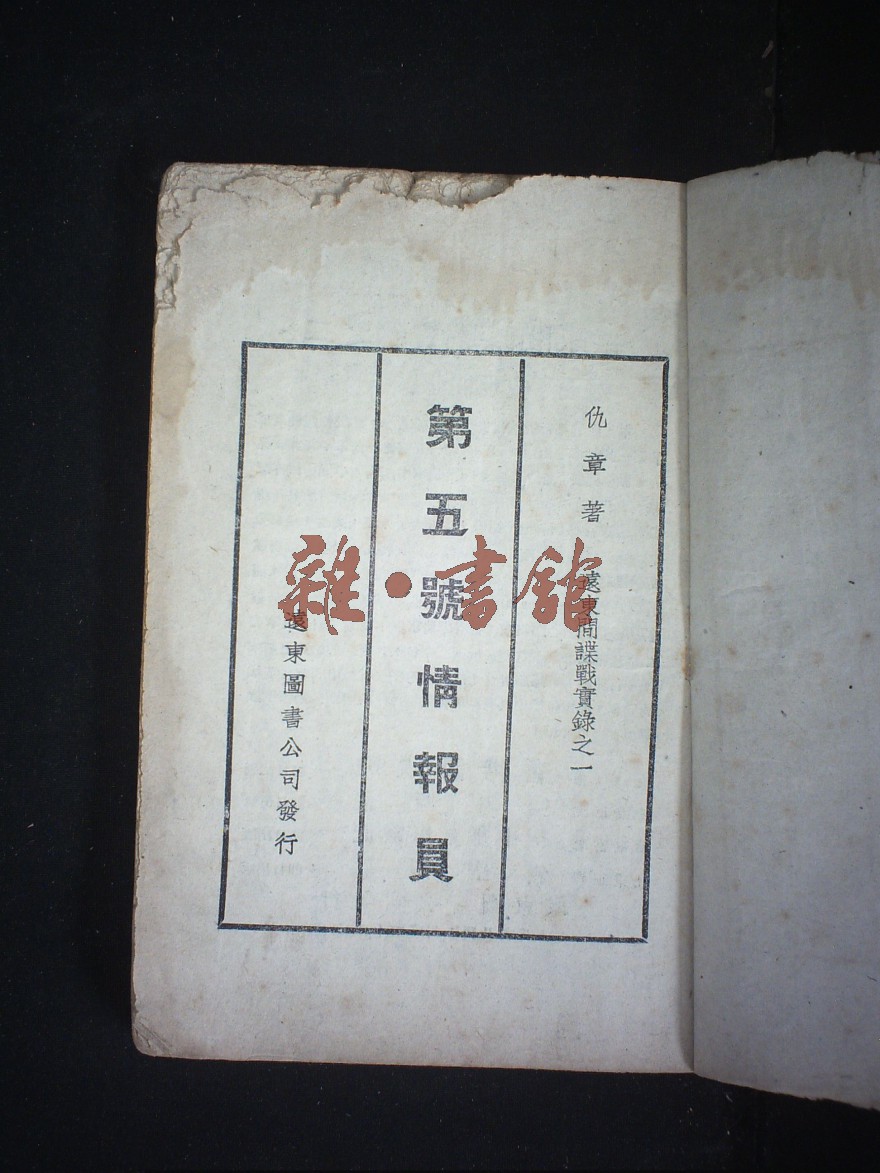 仇章著
遠東間諜戰實錄之一
第五號情報員
遠東圖書公司發行
雜·書館